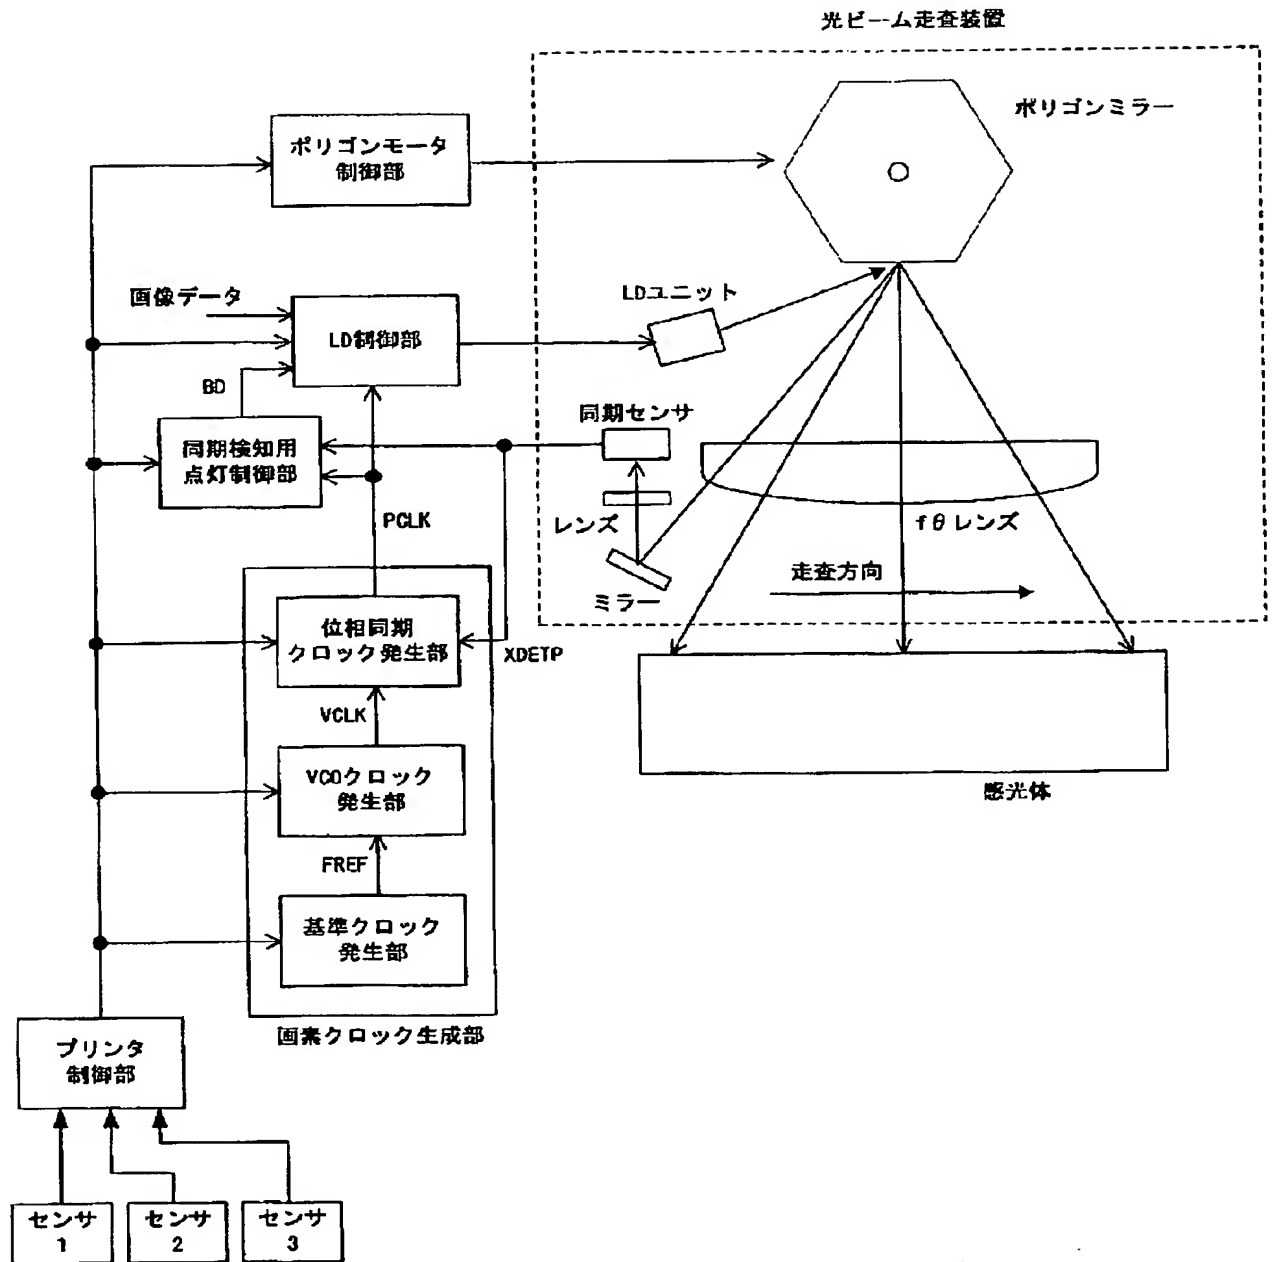 光ビーム走査装置
ポリゴンミラー
ポリゴンモータ
制御部
画像データ
LD制御部
LDユニット
BD
同期センサ
同期検知用
点灯制御部
PCLK
レンズ
fθレンズ
走査方向
ミラー
位相同期
クロック発生部
XDETP
VCLK
VCOクロック
発生部
感光体
FREF
基準クロック
発生部
画素クロック生成部
プリンタ
制御部
センサ
1
センサ
2
センサ
3